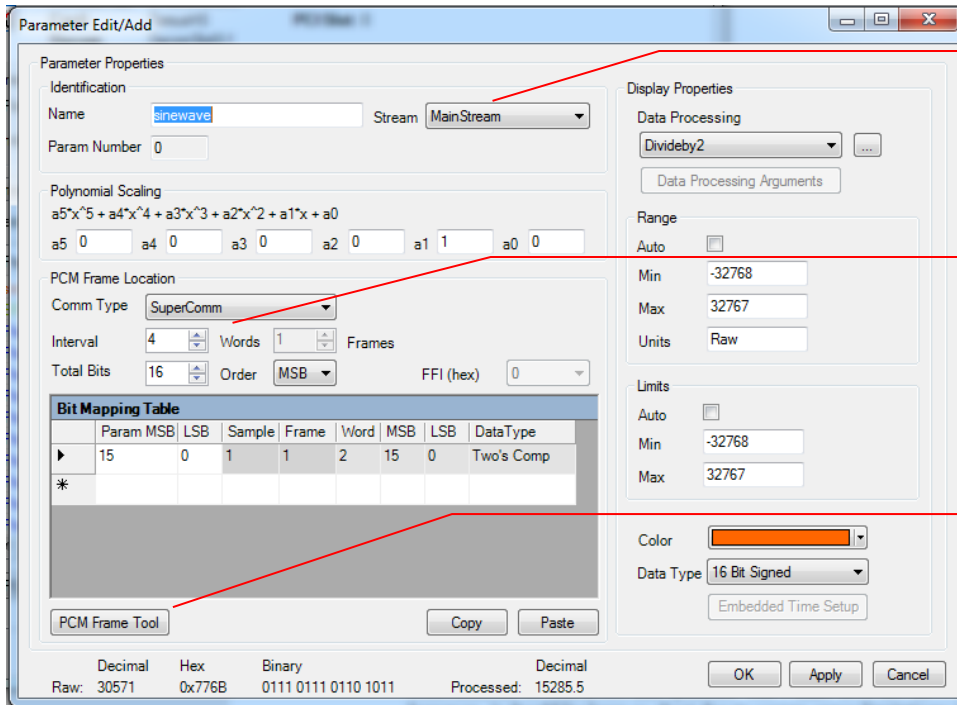 Parameter Edit/Add
Parameter Properties
Identification
Name sinewave Stream MainStream
Param Number 0
Polynomial Scaling
a5*x^5 + a4*x^4 + a3*x^3 + a2*x^2 + a1*x + a0
a5 0 a4 0 a3 0 a2 0 a1 1 a0 0
PCM Frame Location
Comm Type SuperComm
Interval 4 Words 1 Frames
Total Bits 16 Order MSB FFI (hex) 0
Bit Mapping Table
Param MSB LSB Sample Frame Word MSB LSB DataType
15 0 1 1 2 15 0 Two's Comp
*
PCM Frame Tool Copy Paste
Display Properties
Data Processing
Divideby2 ...
Data Processing Arguments
Range
Auto
Min -32768
Max 32767
Units Raw
Limits
Auto
Min -32768
Max 32767
Color
Data Type 16 Bit Signed
Embedded Time Setup
Decimal Hex Binary Decimal
Raw: 30571 0x776B 0111 0111 0110 1011 Processed: 15285.5
OK Apply Cancel